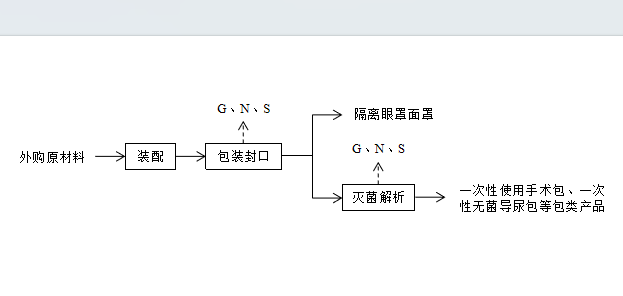 G、N、S
隔离眼罩面罩
外购原材料
装配
包装封口
G、N、S
灭菌解析
一次性使用手术包、一次
性无菌导尿包等包类产品